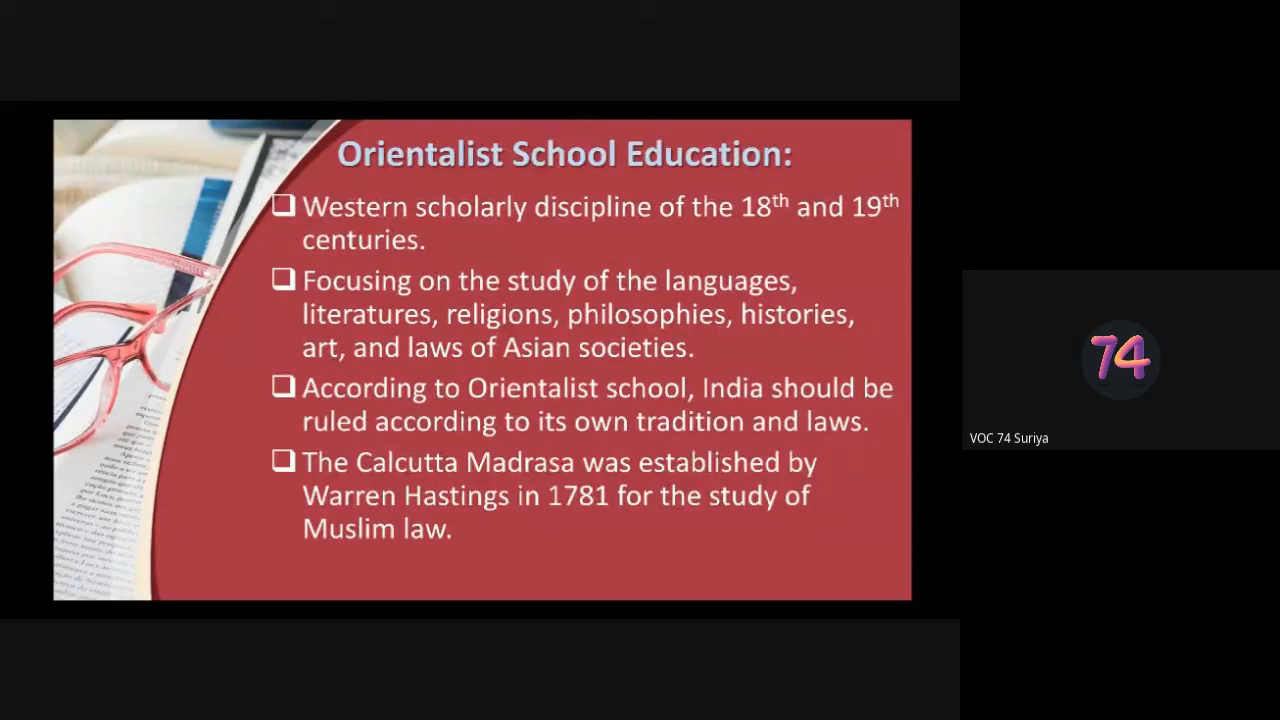 Orientalist School Education:
❑ Western scholarly discipline of the 18th and 19th
centuries.
❑ Focusing on the study of the languages,
literatures, religions, philosophies, histories,
art, and laws of Asian societies.
❑ According to Orientalist school, India should be
ruled according to its own tradition and laws.
❑ The Calcutta Madrasa was established by
Warren Hastings in 1781 for the study of
Muslim law.
74
VOC 74 Suriya